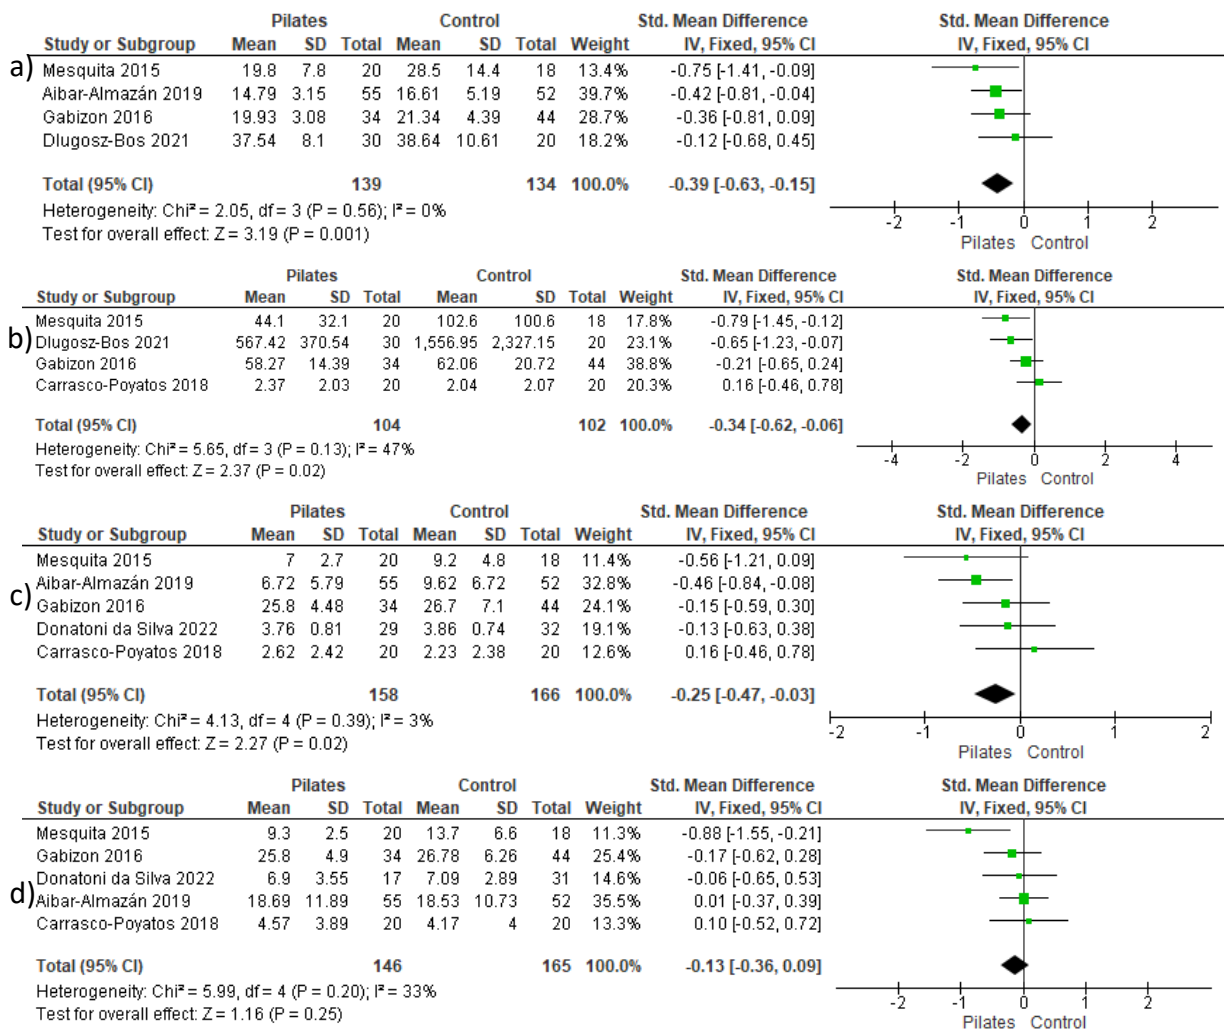 a)
Pilates Control Std. Mean Difference Std. Mean Difference
Study or Subgroup Mean SD Total Mean SD Total Weight IV, Fixed, 95% CI IV, Fixed, 95% CI
Mesquita 2015 19.8 7.8 20 28.5 14.4 18 13.4% -0.75 [-1.41, -0.09]
Aibar-Almazán 2019 14.79 3.15 55 16.61 5.19 52 39.7% -0.42 [-0.81, -0.04]
Gabizon 2016 19.93 3.08 34 21.34 4.39 44 28.7% -0.36 [-0.81, 0.09]
Dlugosz-Bos 2021 37.54 8.1 30 38.64 10.61 20 18.2% -0.12 [-0.68, 0.45]
Total (95% CI) 139 134 100.0% -0.39 [-0.63, -0.15]
Heterogeneity: Chi² = 2.05, df = 3 (P = 0.56); I² = 0%
Test for overall effect: Z = 3.19 (P = 0.001)
-2 -1 0 1 2
Pilates Control
b)
Pilates Control Std. Mean Difference Std. Mean Difference
Study or Subgroup Mean SD Total Mean SD Total Weight IV, Fixed, 95% CI IV, Fixed, 95% CI
Mesquita 2015 44.1 32.1 20 102.6 100.6 18 17.8% -0.79 [-1.45, -0.12]
Dlugosz-Bos 2021 567.42 370.54 30 1,556.95 2,327.15 20 23.1% -0.65 [-1.23, -0.07]
Gabizon 2016 58.27 14.39 34 62.06 20.72 44 38.8% -0.21 [-0.65, 0.24]
Carrasco-Poyatos 2018 2.37 2.03 20 2.04 2.07 20 20.3% 0.16 [-0.46, 0.78]
Total (95% CI) 104 102 100.0% -0.34 [-0.62, -0.06]
Heterogeneity: Chi² = 5.65, df = 3 (P = 0.13); I² = 47%
Test for overall effect: Z = 2.37 (P = 0.02)
-4 -2 0 2 4
Pilates Control
c)
Pilates Control Std. Mean Difference Std. Mean Difference
Study or Subgroup Mean SD Total Mean SD Total Weight IV, Fixed, 95% CI IV, Fixed, 95% CI
Mesquita 2015 7 2.7 20 9.2 4.8 18 11.4% -0.56 [-1.21, 0.09]
Aibar-Almazán 2019 6.72 5.79 55 9.62 6.72 52 32.8% -0.46 [-0.84, -0.08]
Gabizon 2016 25.8 4.48 34 26.7 7.1 44 24.1% -0.15 [-0.59, 0.30]
Donatoni da Silva 2022 3.76 0.81 29 3.86 0.74 32 19.1% -0.13 [-0.63, 0.38]
Carrasco-Poyatos 2018 2.62 2.42 20 2.23 2.38 20 12.6% 0.16 [-0.46, 0.78]
Total (95% CI) 158 166 100.0% -0.25 [-0.47, -0.03]
Heterogeneity: Chi² = 4.13, df = 4 (P = 0.39); I² = 3%
Test for overall effect: Z = 2.27 (P = 0.02)
-2 -1 0 1 2
Pilates Control
d)
Pilates Control Std. Mean Difference Std. Mean Difference
Study or Subgroup Mean SD Total Mean SD Total Weight IV, Fixed, 95% CI IV, Fixed, 95% CI
Mesquita 2015 9.3 2.5 20 13.7 6.6 18 11.3% -0.88 [-1.55, -0.21]
Gabizon 2016 25.8 4.9 34 26.78 6.26 44 25.4% -0.17 [-0.62, 0.28]
Donatoni da Silva 2022 6.9 3.55 17 7.09 2.89 31 14.6% -0.06 [-0.65, 0.53]
Aibar-Almazán 2019 18.69 11.89 55 18.53 10.73 52 35.5% 0.01 [-0.37, 0.39]
Carrasco-Poyatos 2018 4.57 3.89 20 4.17 4 20 13.3% 0.10 [-0.52, 0.72]
Total (95% CI) 146 165 100.0% -0.13 [-0.36, 0.09]
Heterogeneity: Chi² = 5.99, df = 4 (P = 0.20); I² = 33%
Test for overall effect: Z = 1.16 (P = 0.25)
-2 -1 0 1 2
Pilates Control